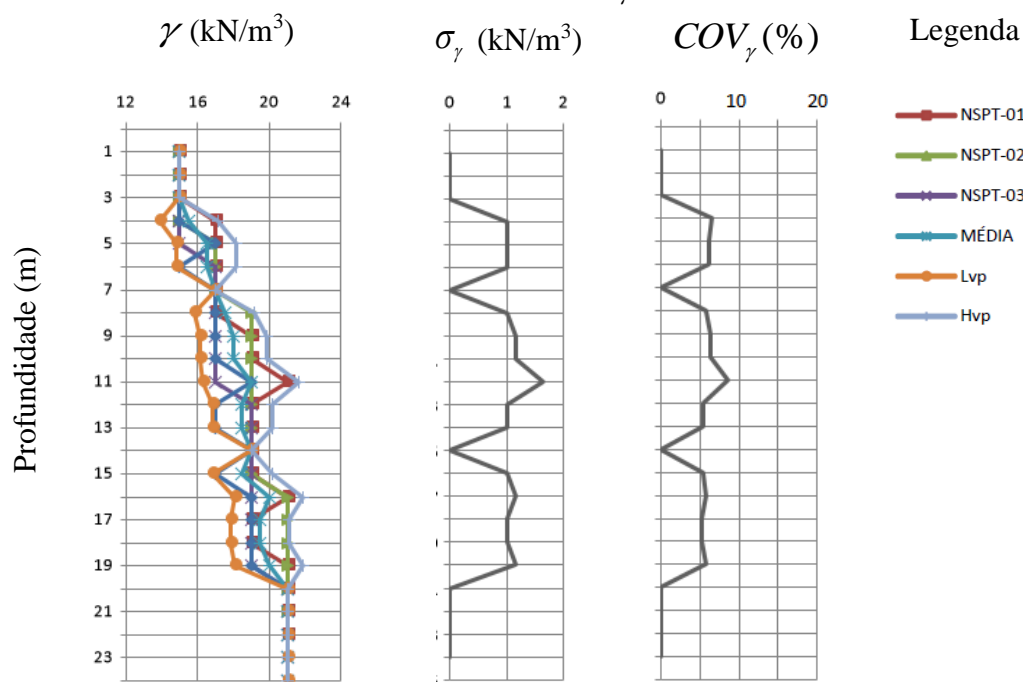 γ
γ (kN/m³)
σγ (kN/m³)
COVγ (%)
Legenda
12 16 20 24
0 1 2
0 10 20
NSPT-01
NSPT-02
NSPT-03
MÉDIA
Lvp
Hvp
Profundidade (m)
1
3
5
7
9
11
13
15
17
19
21
23